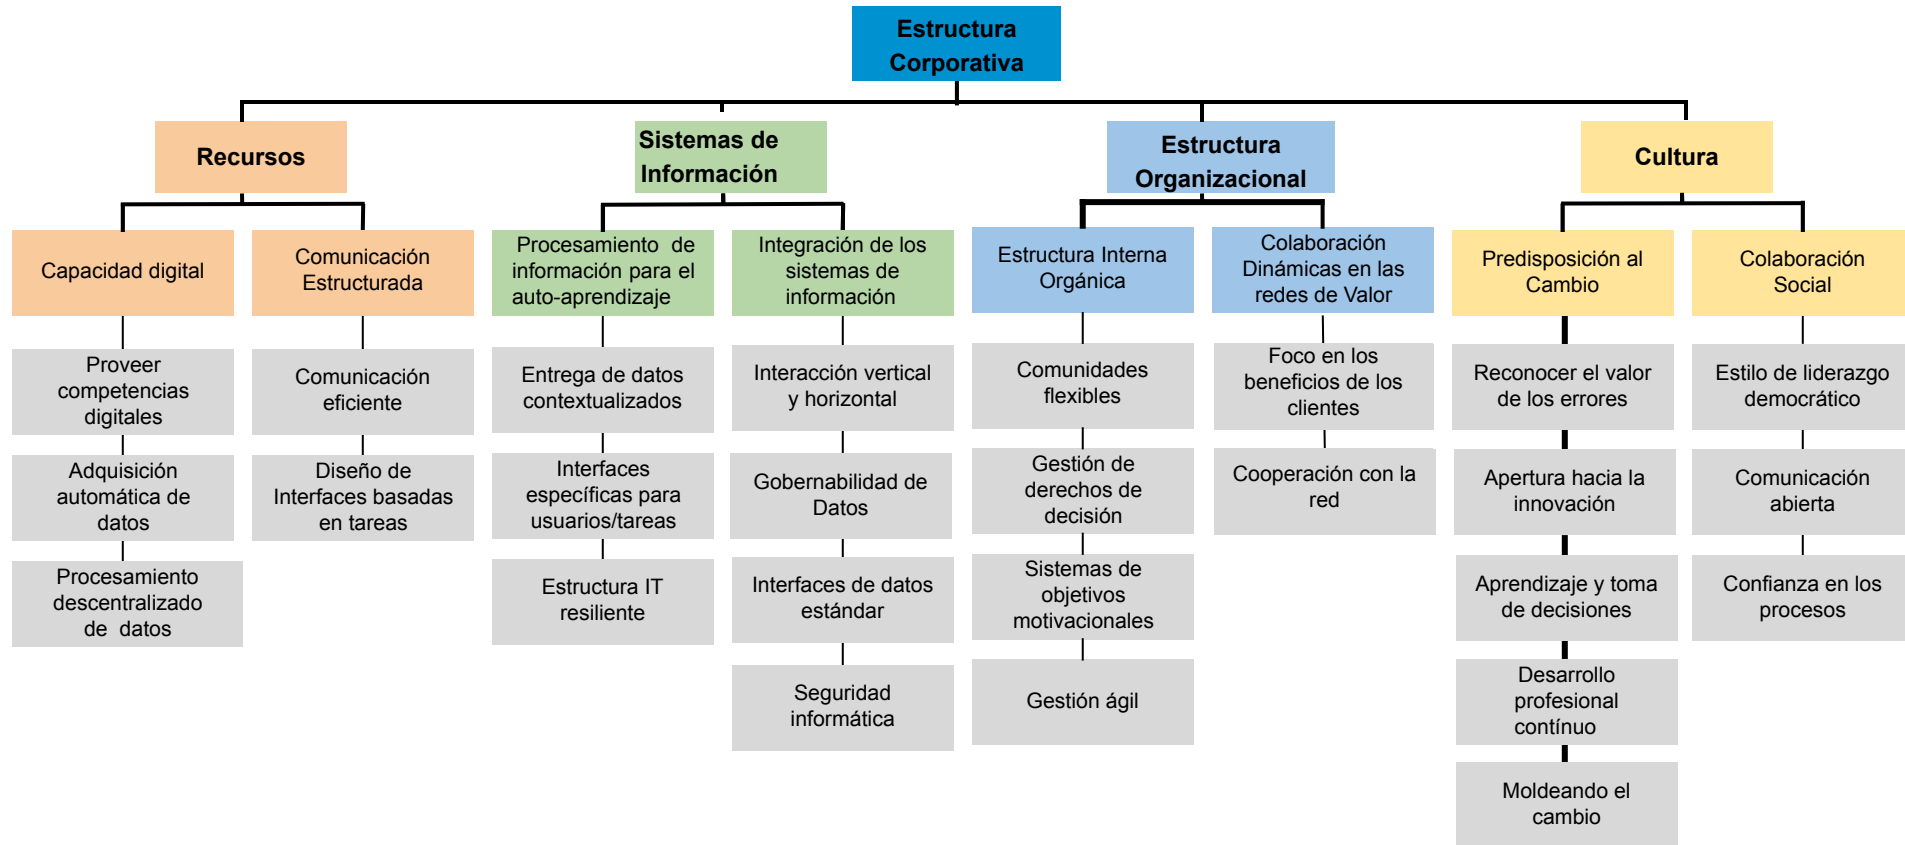 Estructura
Corporativa
Recursos
Sistemas de
Información
Estructura
Organizacional
Cultura
Capacidad digital
Comunicación
Estructurada
Procesamiento de
información para el
auto-aprendizaje
Integración de los
sistemas de
información
Estructura Interna
Orgánica
Colaboración
Dinámicas en las
redes de Valor
Predisposición al
Cambio
Colaboración
Social
Proveer
competencias
digitales
Comunicación
eficiente
Entrega de datos
contextualizados
Interacción vertical
y horizontal
Comunidades
flexibles
Foco en los
beneficios de los
clientes
Reconocer el valor
de los errores
Estilo de liderazgo
democrático
Adquisición
automática de
datos
Diseño de
Interfaces basadas
en tareas
Interfaces
específicas para
usuarios/tareas
Gobernabilidad de
Datos
Gestión de
derechos de
decisión
Cooperación con la
red
Apertura hacia la
innovación
Comunicación
abierta
Procesamiento
descentralizado
de datos
Estructura IT
resiliente
Interfaces de datos
estándar
Sistemas de
objetivos
motivacionales
Aprendizaje y toma
de decisiones
Confianza en los
procesos
Seguridad
informática
Gestión ágil
Desarrollo
profesional
contínuo
Moldeando el
cambio